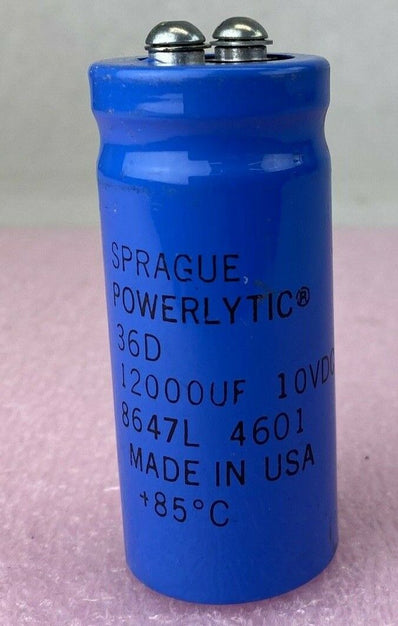 SPRAGUE
POWERLYTIC®
36D
12000UF 10VDC
8647L 4601
MADE IN USA
+85°C